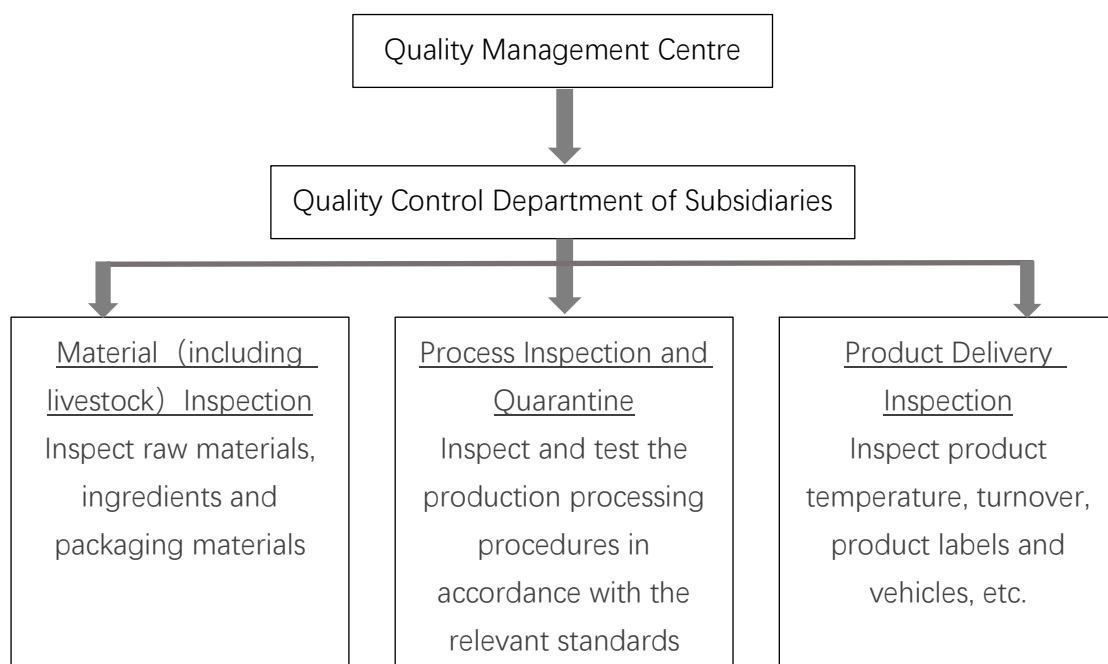 Quality Management Centre
Quality Control Department of Subsidiaries
Material（including
livestock）Inspection
Inspect raw materials,
ingredients and
packaging materials
Process Inspection and
Quarantine
Inspect and test the
production processing
procedures in
accordance with the
relevant standards
Product Delivery
Inspection
Inspect product
temperature, turnover,
product labels and
vehicles, etc.